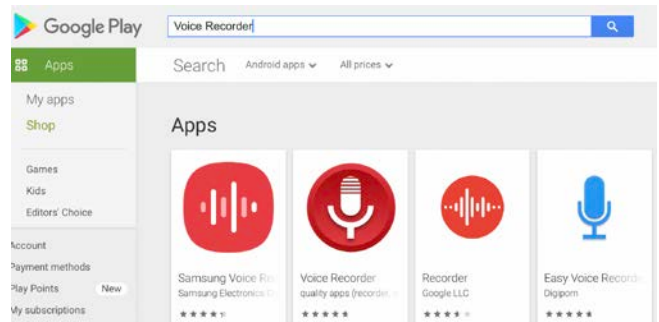 Google Play
Voice Recorder
Apps
Search
Android apps
All prices
My apps
Shop
Apps
Games
Kids
Editors' Choice
Account
Payment methods
Play Points
New
My subscriptions
Samsung Voice Re
Samsung Electronics
Voice Recorder
quality apps (recorder,
Recorder
Google LLC
Easy Voice Recorde
Digipom